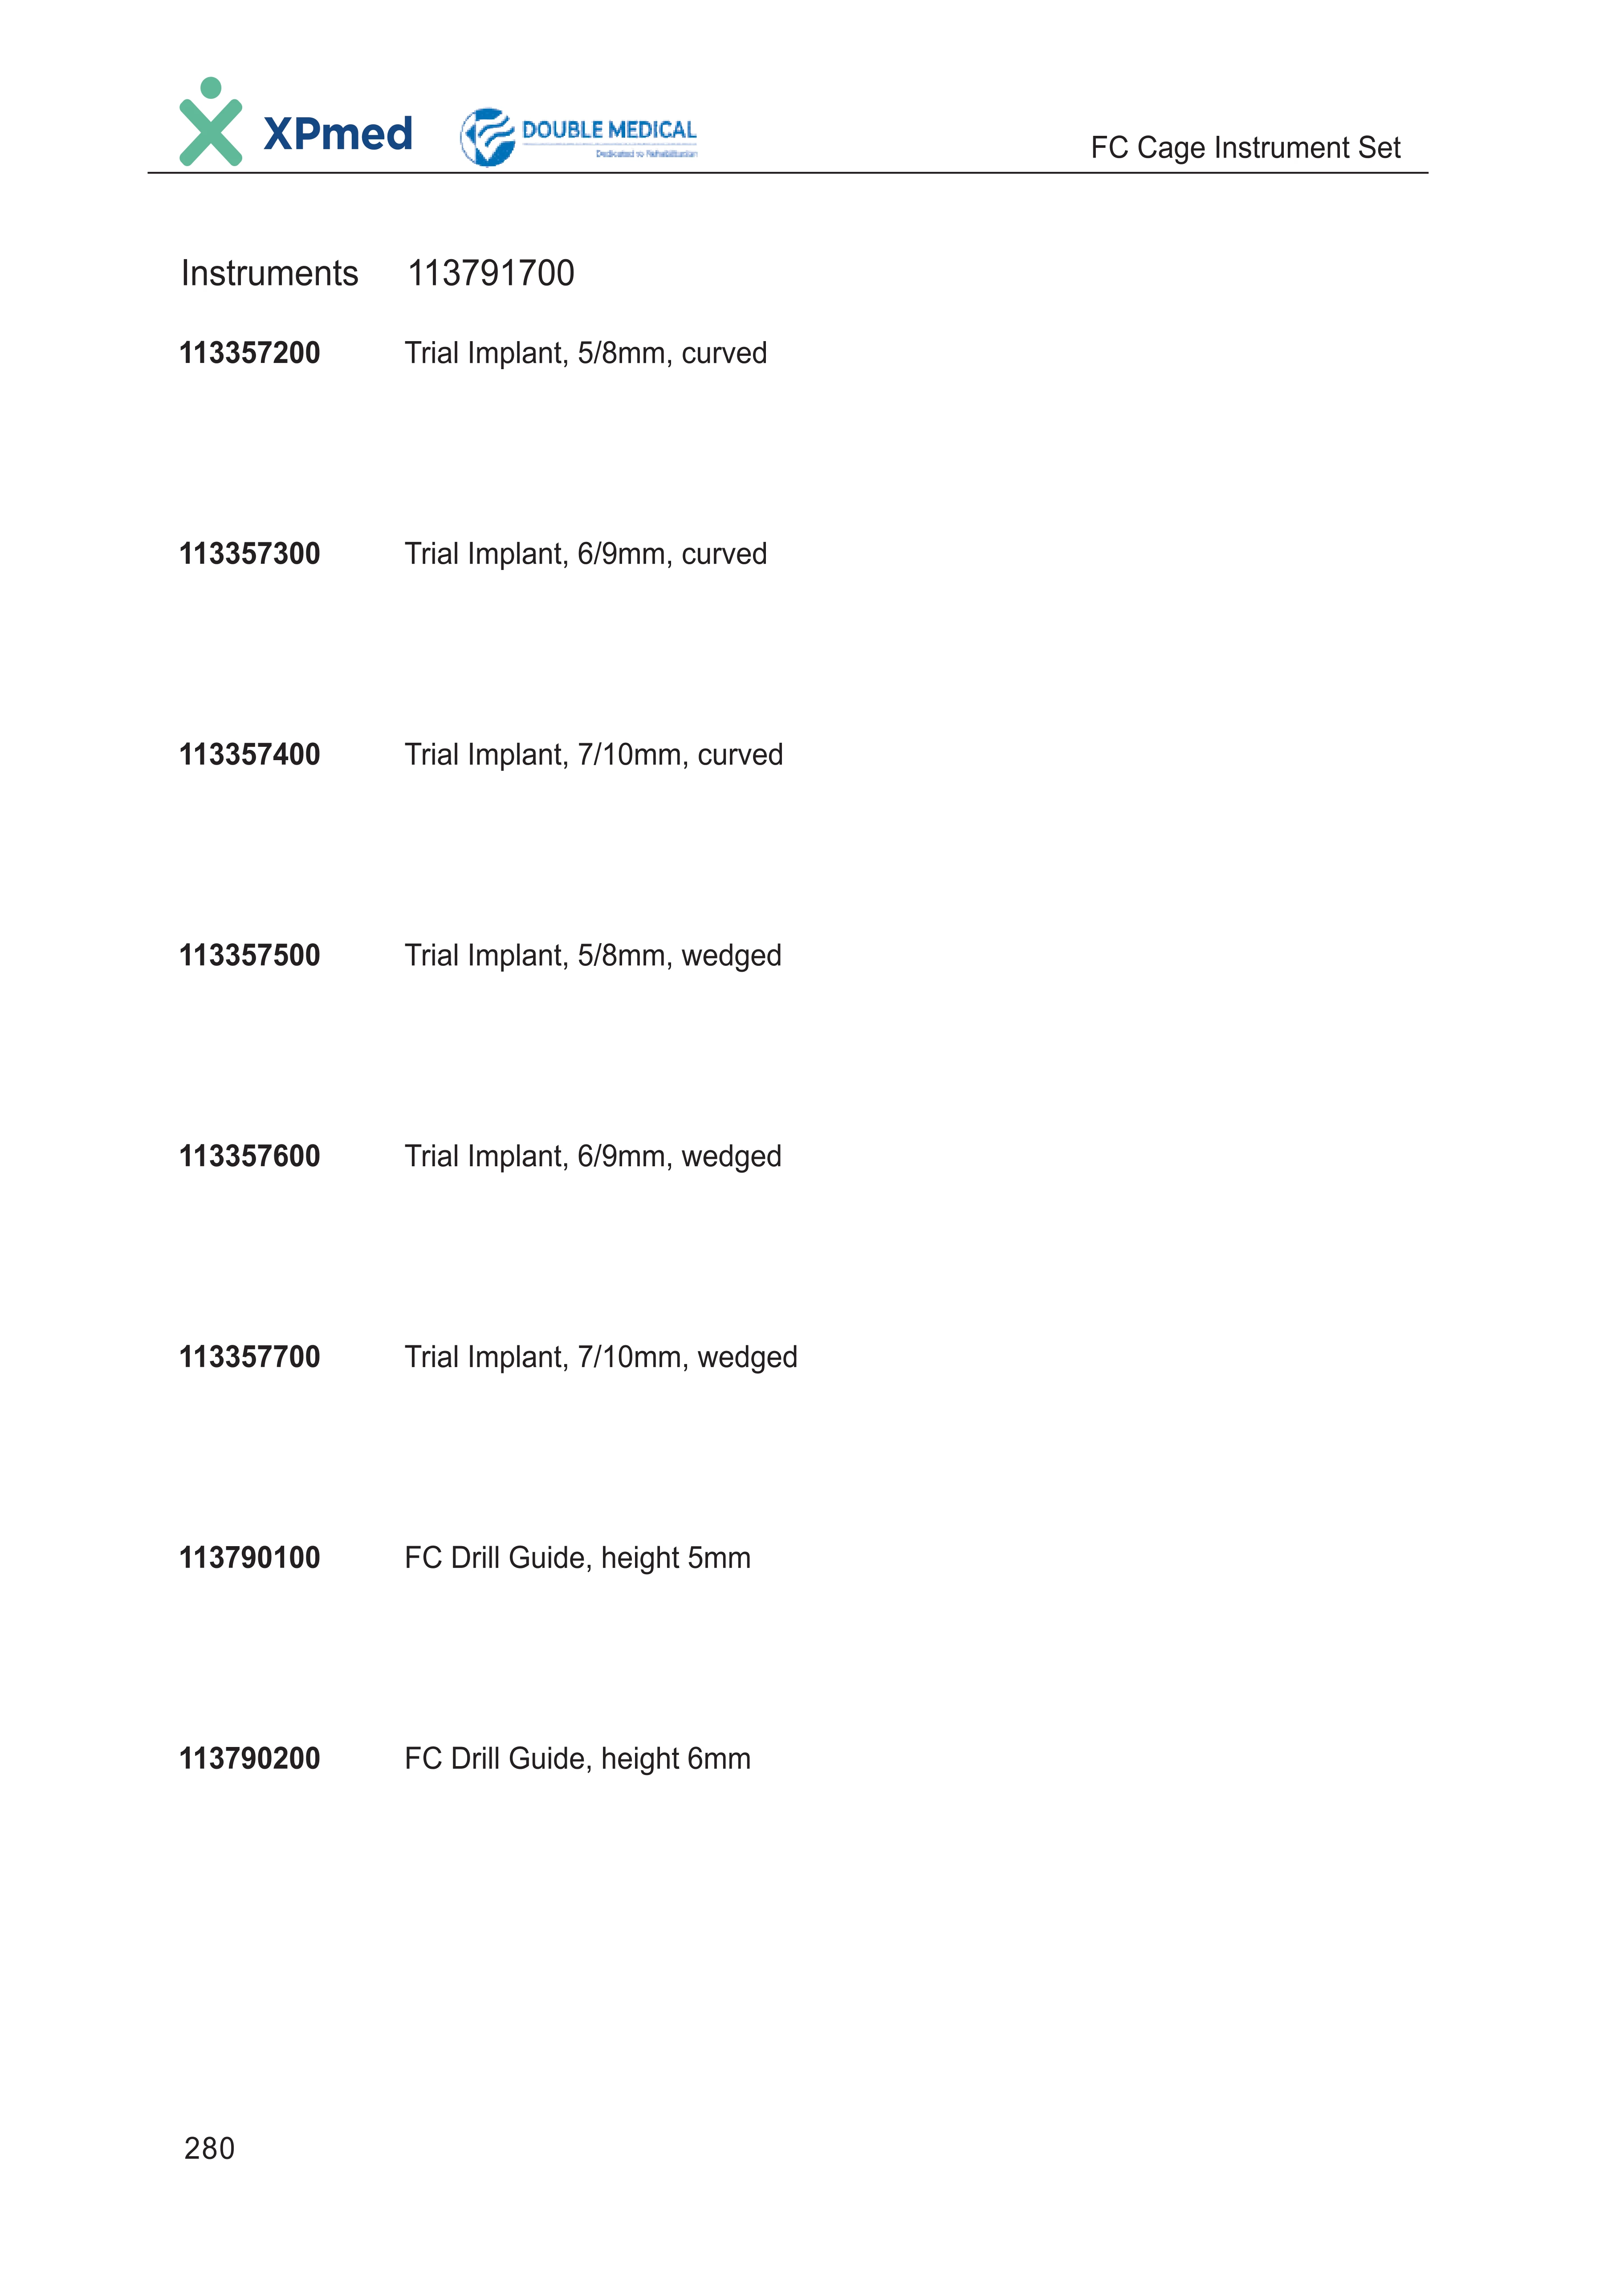 XPmed
DOUBLE MEDICAL
Dedicated to Rehabilitation
FC Cage Instrument Set
Instruments 113791700
113357200 Trial Implant, 5/8mm, curved
113357300 Trial Implant, 6/9mm, curved
113357400 Trial Implant, 7/10mm, curved
113357500 Trial Implant, 5/8mm, wedged
113357600 Trial Implant, 6/9mm, wedged
113357700 Trial Implant, 7/10mm, wedged
113790100 FC Drill Guide, height 5mm
113790200 FC Drill Guide, height 6mm
280